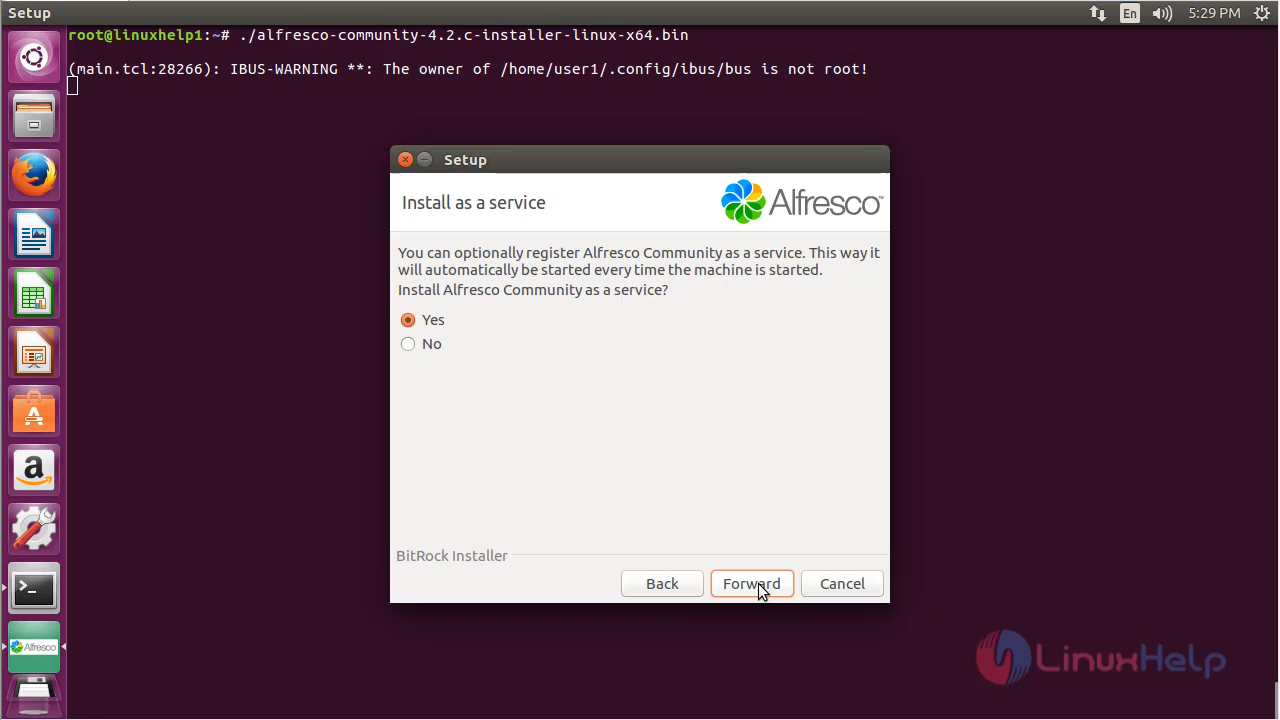 Setup
En
5:29 PM
root@linuxhelp1:~# ./alfresco-community-4.2.c-installer-linux-x64.bin
(main.tcl:28266): IBUS-WARNING **: The owner of /home/user1/.config/ibus/bus is not root!
Setup
Install as a service
Alfresco™
You can optionally register Alfresco Community as a service. This way it
will automatically be started every time the machine is started.
Install Alfresco Community as a service?
Yes
No
BitRock Installer
Back
Forward
Cancel
Alfresco
LinuxHelp